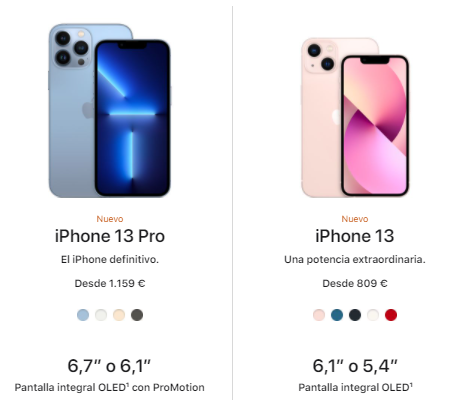 Nuevo
iPhone 13 Pro
El iPhone definitivo.
Desde 1.159 €
6,7” o 6,1”
Pantalla integral OLED¹ con ProMotion
Nuevo
iPhone 13
Una potencia extraordinaria.
Desde 809 €
6,1” o 5,4”
Pantalla integral OLED¹